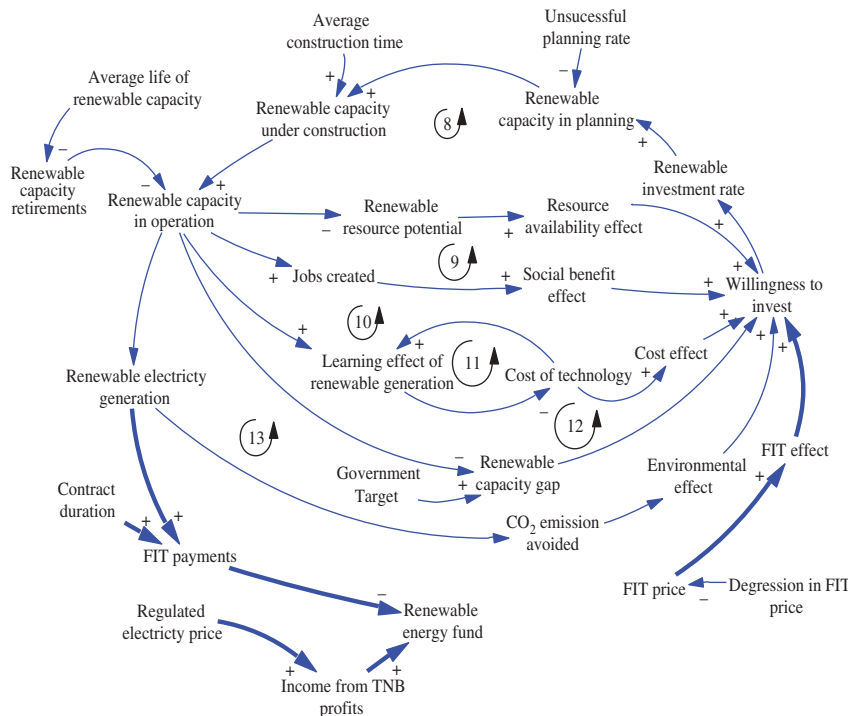 Average
construction time
Unsucessful
planning rate
Average life of
renewable capacity
+
+
–
Renewable capacity
under construction
8
Renewable
capacity in planning
+
–
Renewable
capacity
retirements
–
+
Renewable capacity
in operation
Renewable
investment rate
–
Renewable
resource potential
+
Resource
availability effect
+
9
+
Jobs created
+
Social benefit
effect
+
+
Willingness to
invest
10
+
+
+
+
+
Learning effect of
renewable generation
11
Cost of technology
+
Cost effect
Renewable electricty
generation
–
12
13
–
Renewable
capacity gap
Government
Target
+
Environmental
effect
FIT effect
+
Contract
duration
+
+
CO2 emission
avoided
FIT payments
FIT price
–
Degression in FIT
price
–
Regulated
electricty price
Renewable
energy fund
+
+
Income from TNB
profits